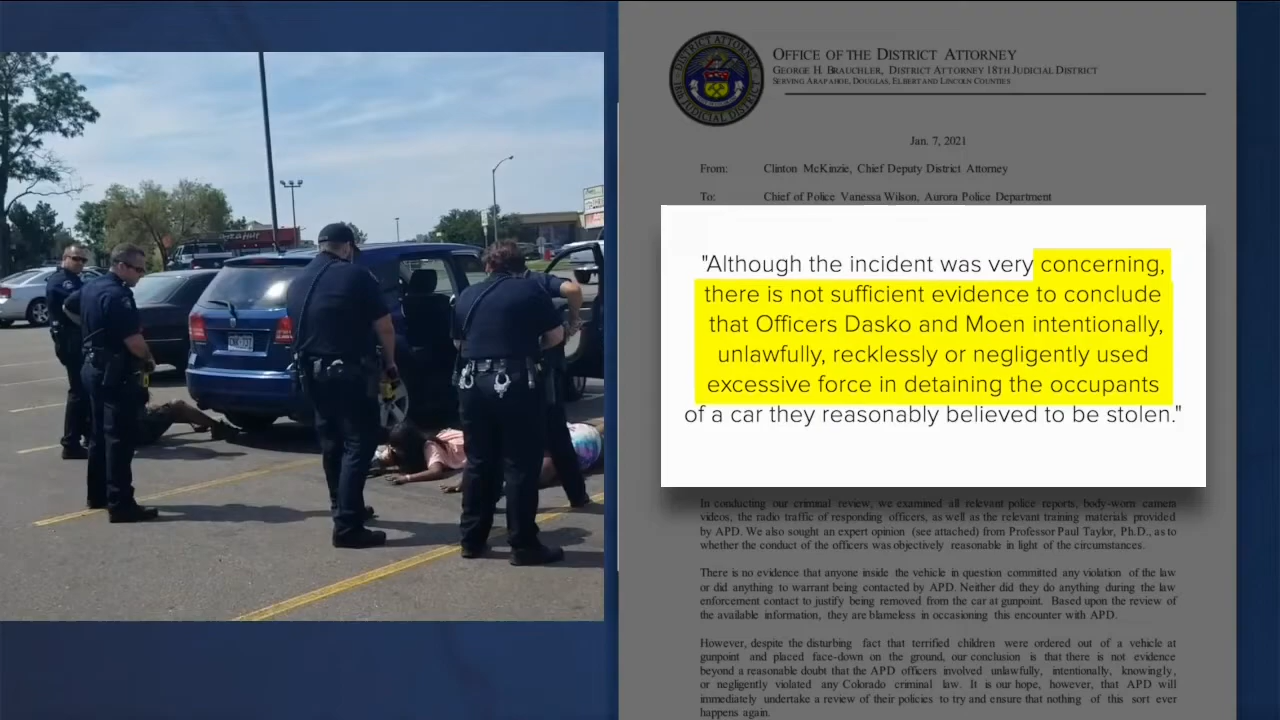 OFFICE OF THE DISTRICT ATTORNEY
GEORGE H. BRAUCHLER, DISTRICT ATTORNEY 18TH JUDICIAL DISTRICT
SERVING ARAPAHOE, DOUGLAS, ELBERT AND LINCOLN COUNTIES
DISTRICT ATTORNEY
18TH JUDICIAL DISTRICT
Jan. 7, 2021
From: Clinton McKinzie, Chief Deputy District Attorney
To: Chief of Police Vanessa Wilson, Aurora Police Department
"Although the incident was very concerning,
there is not sufficient evidence to conclude
that Officers Dasko and Moen intentionally,
unlawfully, recklessly or negligently used
excessive force in detaining the occupants
of a car they reasonably believed to be stolen."
In conducting our criminal review, we examined all relevant police reports, body-worn camera
videos, the radio traffic of responding officers, as well as the relevant training materials provided
by APD. We also sought an expert opinion (see attached) from Professor Paul Taylor, Ph.D., as to
whether the conduct of the officers was objectively reasonable in light of the circumstances.
There is no evidence that anyone inside the vehicle in question committed any violation of the law
or did anything to warrant being contacted by APD. Neither did they do anything during the law
enforcement contact to justify being removed from the car at gunpoint. Based upon the review of
the available information, they are blameless in occasioning this encounter with APD.
However, despite the disturbing fact that terrified children were ordered out of a vehicle at
gunpoint and placed face-down on the ground, our conclusion is that there is not evidence
beyond a reasonable doubt that the APD officers involved unlawfully, intentionally, knowingly,
or negligently violated any Colorado criminal law. It is our hope, however, that APD will
immediately undertake a review of their policies to try and ensure that nothing of this sort ever
happens again.